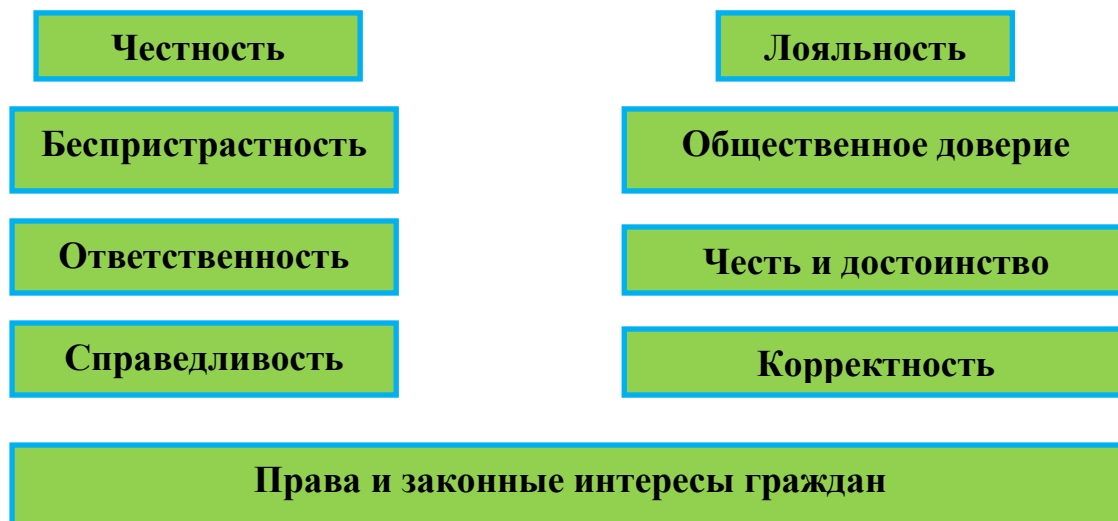 Честность
Лояльность
Беспристрастность
Общественное доверие
Ответственность
Честь и достоинство
Справедливость
Корректность
Права и законные интересы граждан